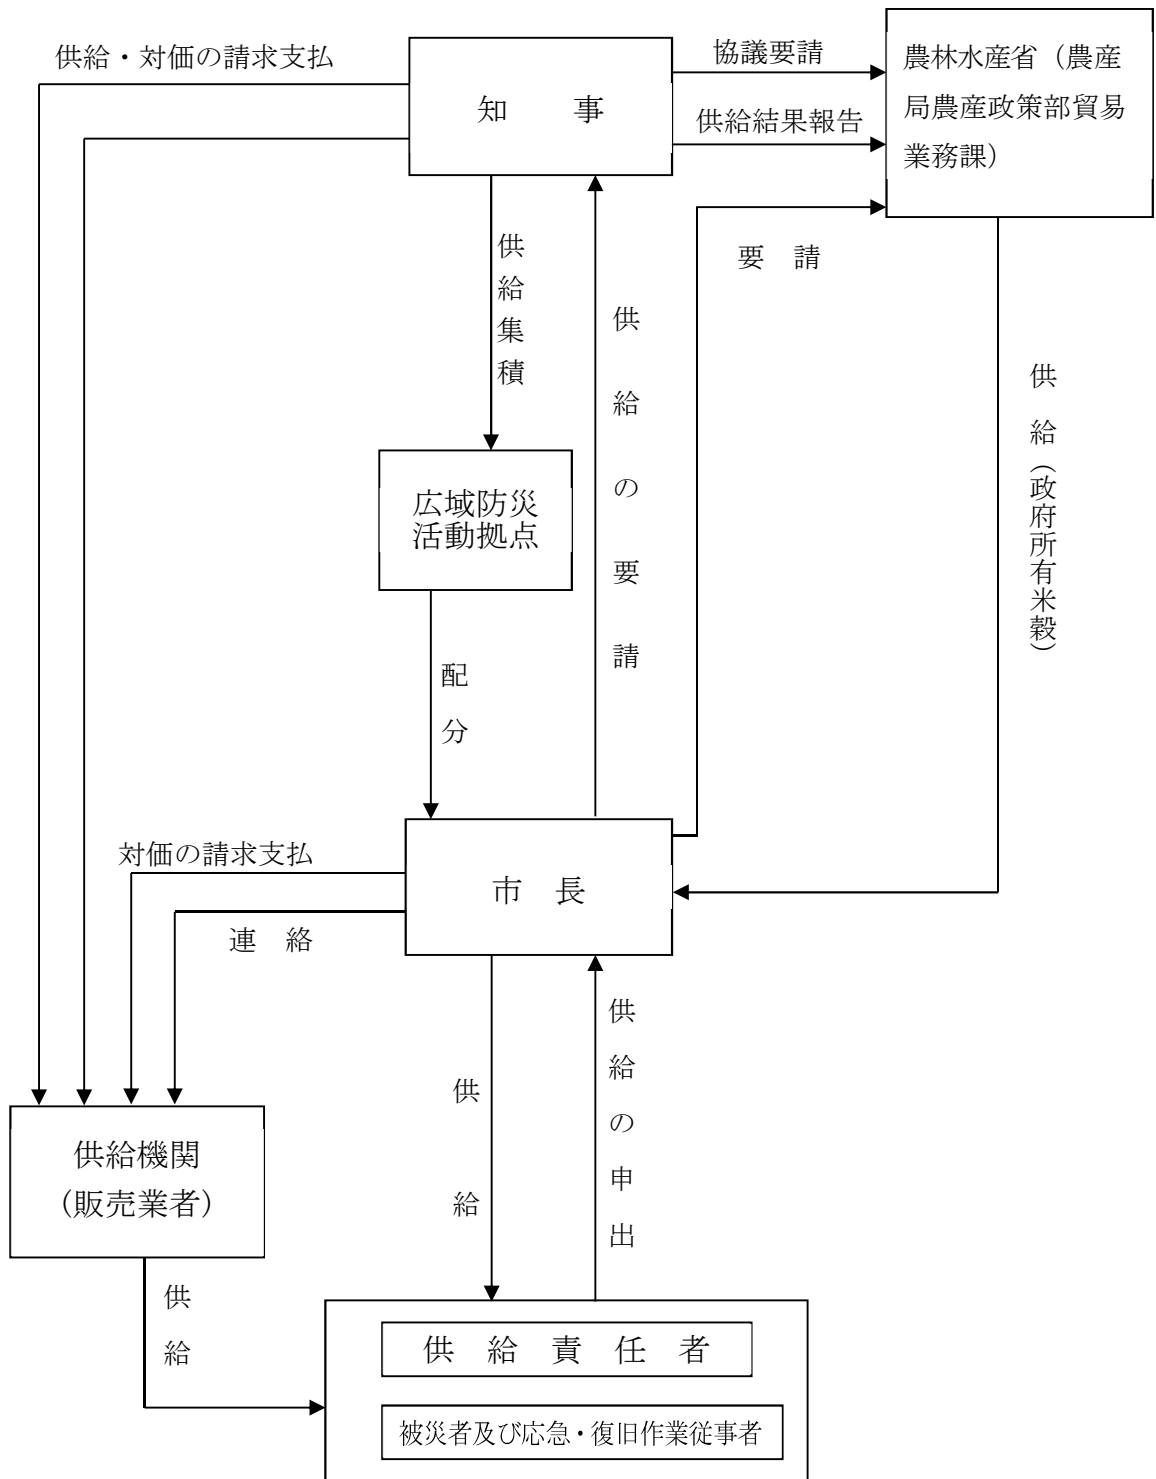 供給・対価の請求支払
知　事
協議要請
供給結果報告
農林水産省（農産
局農産政策部貿易
業務課）
要　請
供給集積
供給の要請
供給（政府所有米穀）
広域防災
活動拠点
配分
対価の請求支払
市　長
連　絡
供給
供給の申出
供給機関
（販売業者）
供給
供　給　責　任　者
被災者及び応急・復旧作業従事者